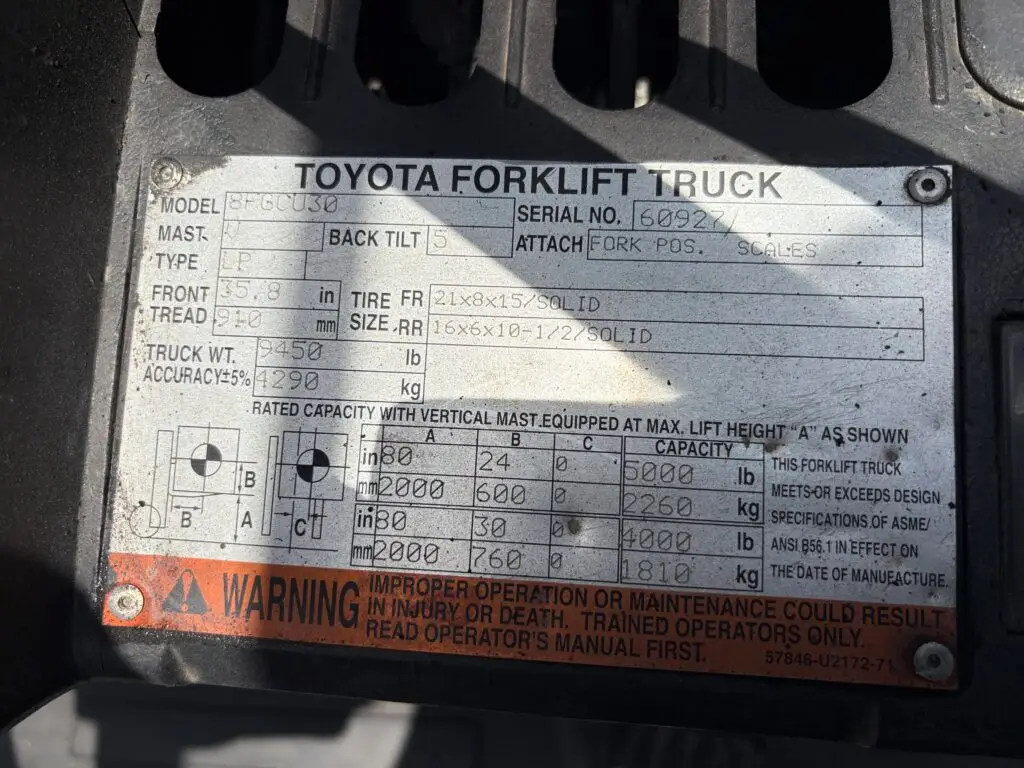 TOYOTA FORKLIFT TRUCK
MODEL 8FGCU30 SERIAL NO. 60927
MAST V BACK TILT 5 ATTACH FORK POS. SCALES
TYPE LP
FRONT TREAD 35.8 in 910 mm
TIRE SIZE FR 21x8x15/SOLID
RR 16x6x10-1/2/SOLID
TRUCK WT. 9450 lb
ACCURACY±5% 4290 kg
RATED CAPACITY WITH VERTICAL MAST EQUIPPED AT MAX. LIFT HEIGHT "A" AS SHOWN
A B C CAPACITY
in 80 24 0 5000 lb
mm 2000 600 0 2260 kg
in 80 30 0 4000 lb
mm 2000 760 0 1810 kg
B B A C
THIS FORKLIFT TRUCK
MEETS OR EXCEEDS DESIGN
SPECIFICATIONS OF ASME/
ANSI B56.1 IN EFFECT ON
THE DATE OF MANUFACTURE.
WARNING
IMPROPER OPERATION OR MAINTENANCE COULD RESULT
IN INJURY OR DEATH. TRAINED OPERATORS ONLY.
READ OPERATOR'S MANUAL FIRST.
57848-U2172-71